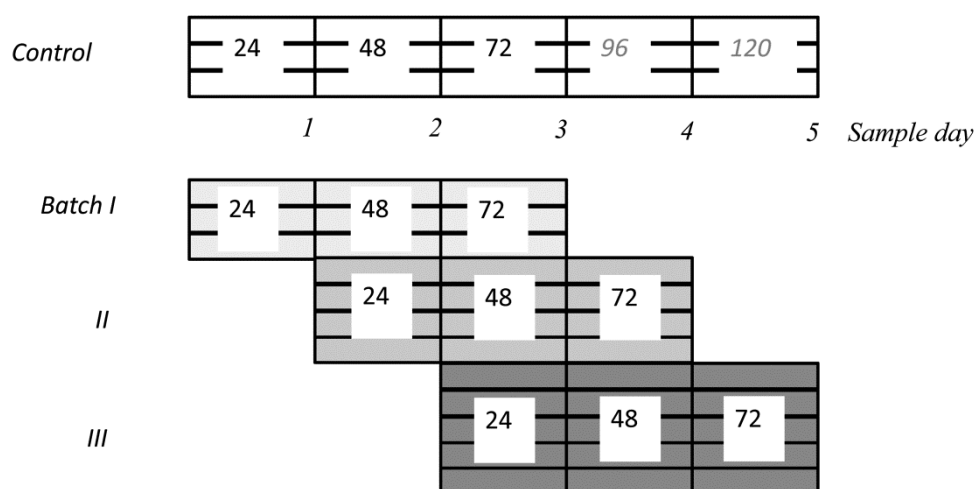 Control 24 48 72 96 120
1 2 3 4 5 Sample day
Batch I 24 48 72
II 24 48 72
III 24 48 72